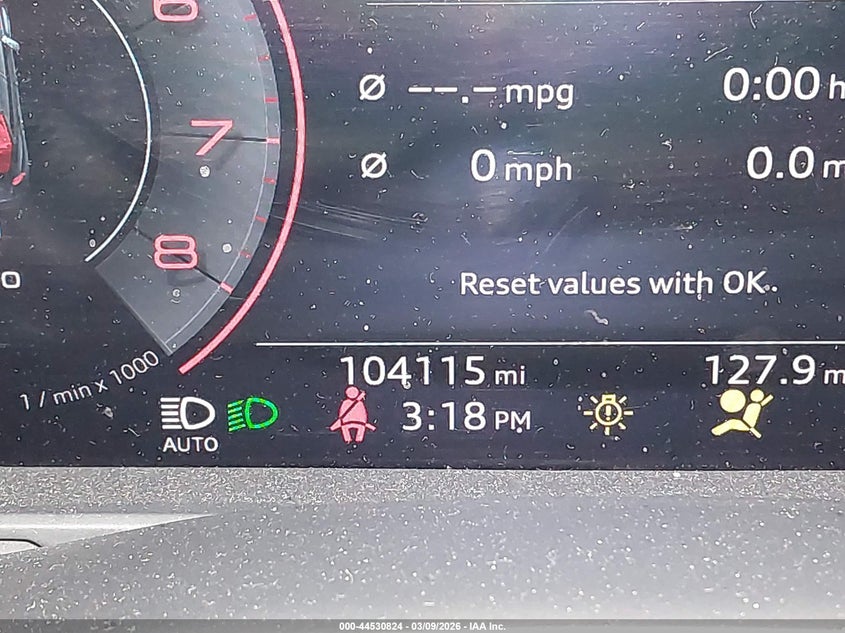 6
7
8
1 / min x 1000
Ø --.- mpg
0:00 h
Ø 0 mph
0.0 m
Reset values with OK.
104115 mi
127.9 m
AUTO
3:18 PM
000-44530824 - 03/09/2026 - IAA Inc.